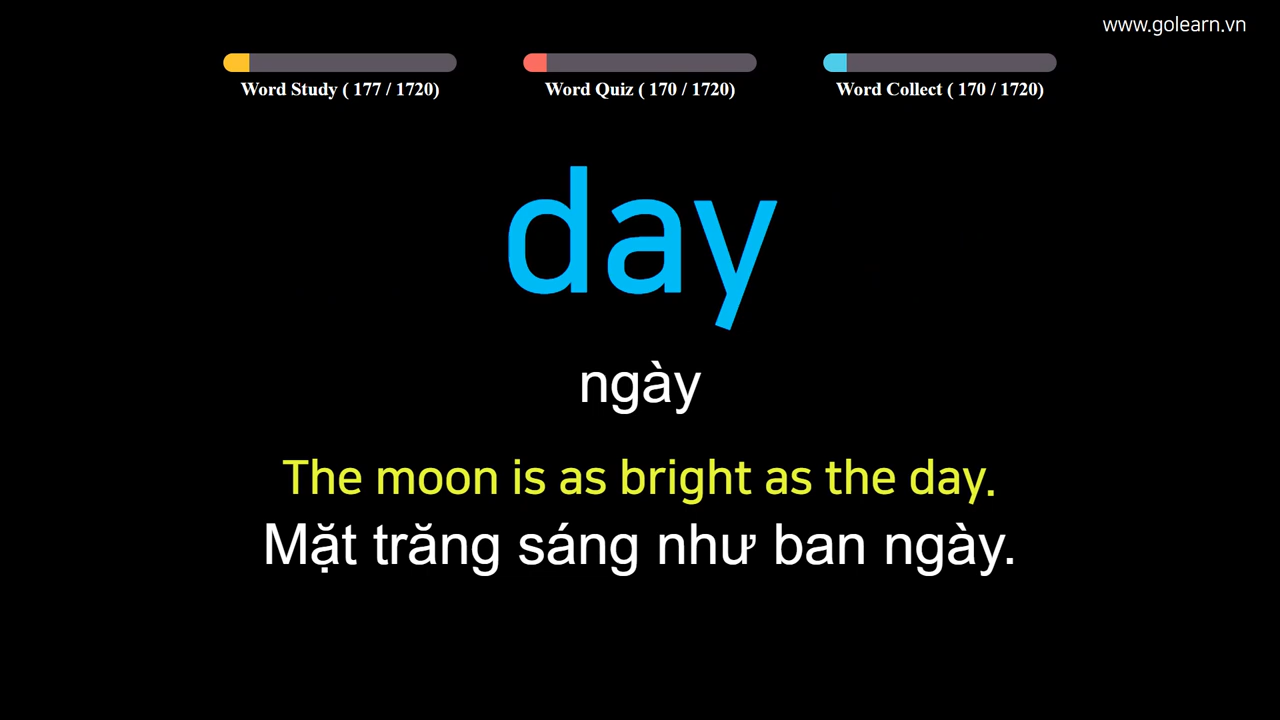 www.golearn.vn
Word Study ( 177 / 1720)
Word Quiz ( 170 / 1720)
Word Collect ( 170 / 1720)
day
ngày
The moon is as bright as the day.
Mặt trăng sáng như ban ngày.